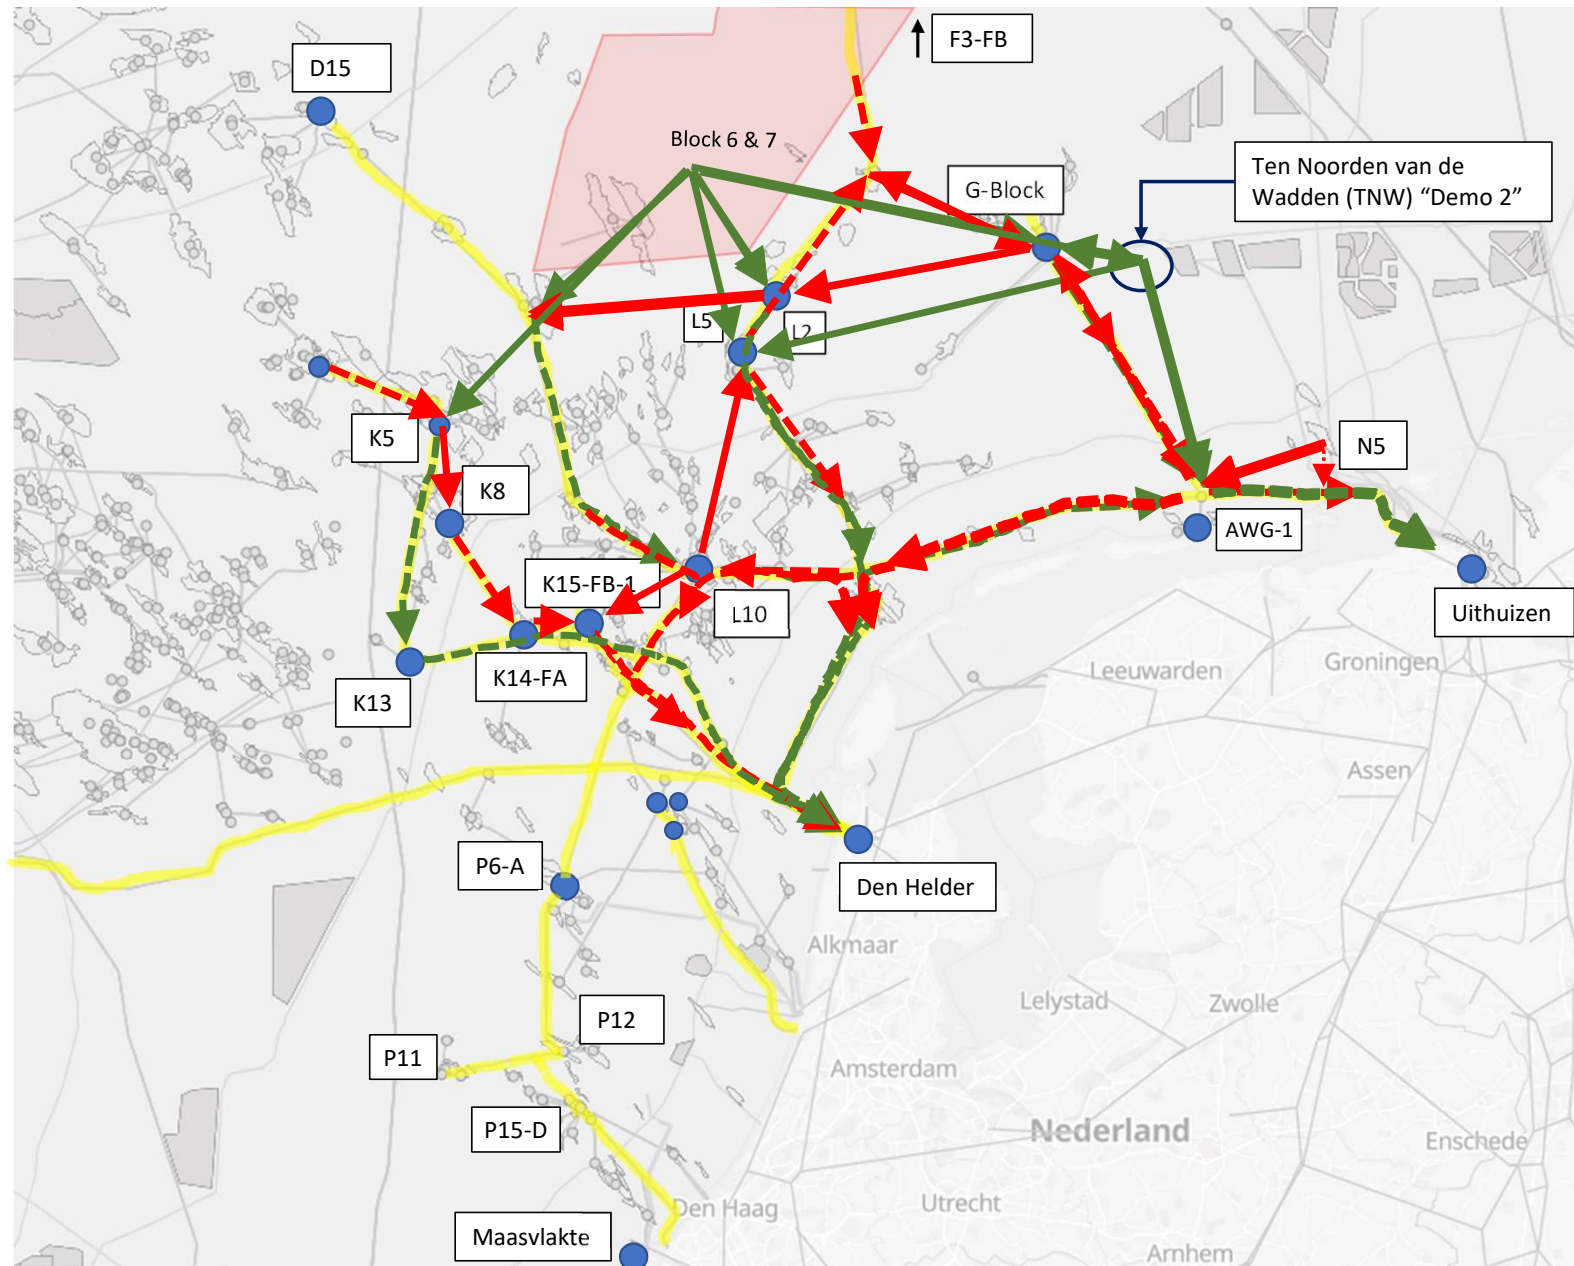 F3-FB
D15
Block 6 & 7
Ten Noorden van de
Wadden (TNW) “Demo 2”
G-Block
L5
L2
K5
N5
K8
AWG-1
K15-FB-1
L10
Uithuizen
K14-FA
K13
Leeuwarden
Groningen
Assen
P6-A
Den Helder
Alkmaar
Lelystad
Zwolle
P12
P11
Amsterdam
P15-D
Nederland
Enschede
Den Haag
Utrecht
Maasvlakte
Arnhem